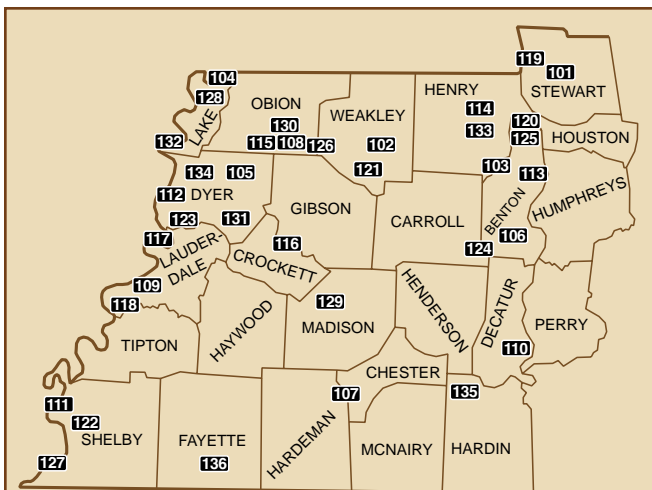 119
101
STEWART
104
128
LAKE
OBION
130
115 108 126
WEAKLEY
102
121
HENRY
114
133
120
125
HOUSTON
132
134 105
DYER
112
123 131
103
113
BENTON
106
HUMPHREYS
GIBSON
CARROLL
124
117
LAUDER-
DALE
116
CROCKETT
109
118
129
MADISON
HAYWOOD
HENDERSON
DECATUR
110
PERRY
TIPTON
CHESTER
107
135
111
122
SHELBY
127
FAYETTE
136
HARDEMAN
MCNAIRY
HARDIN